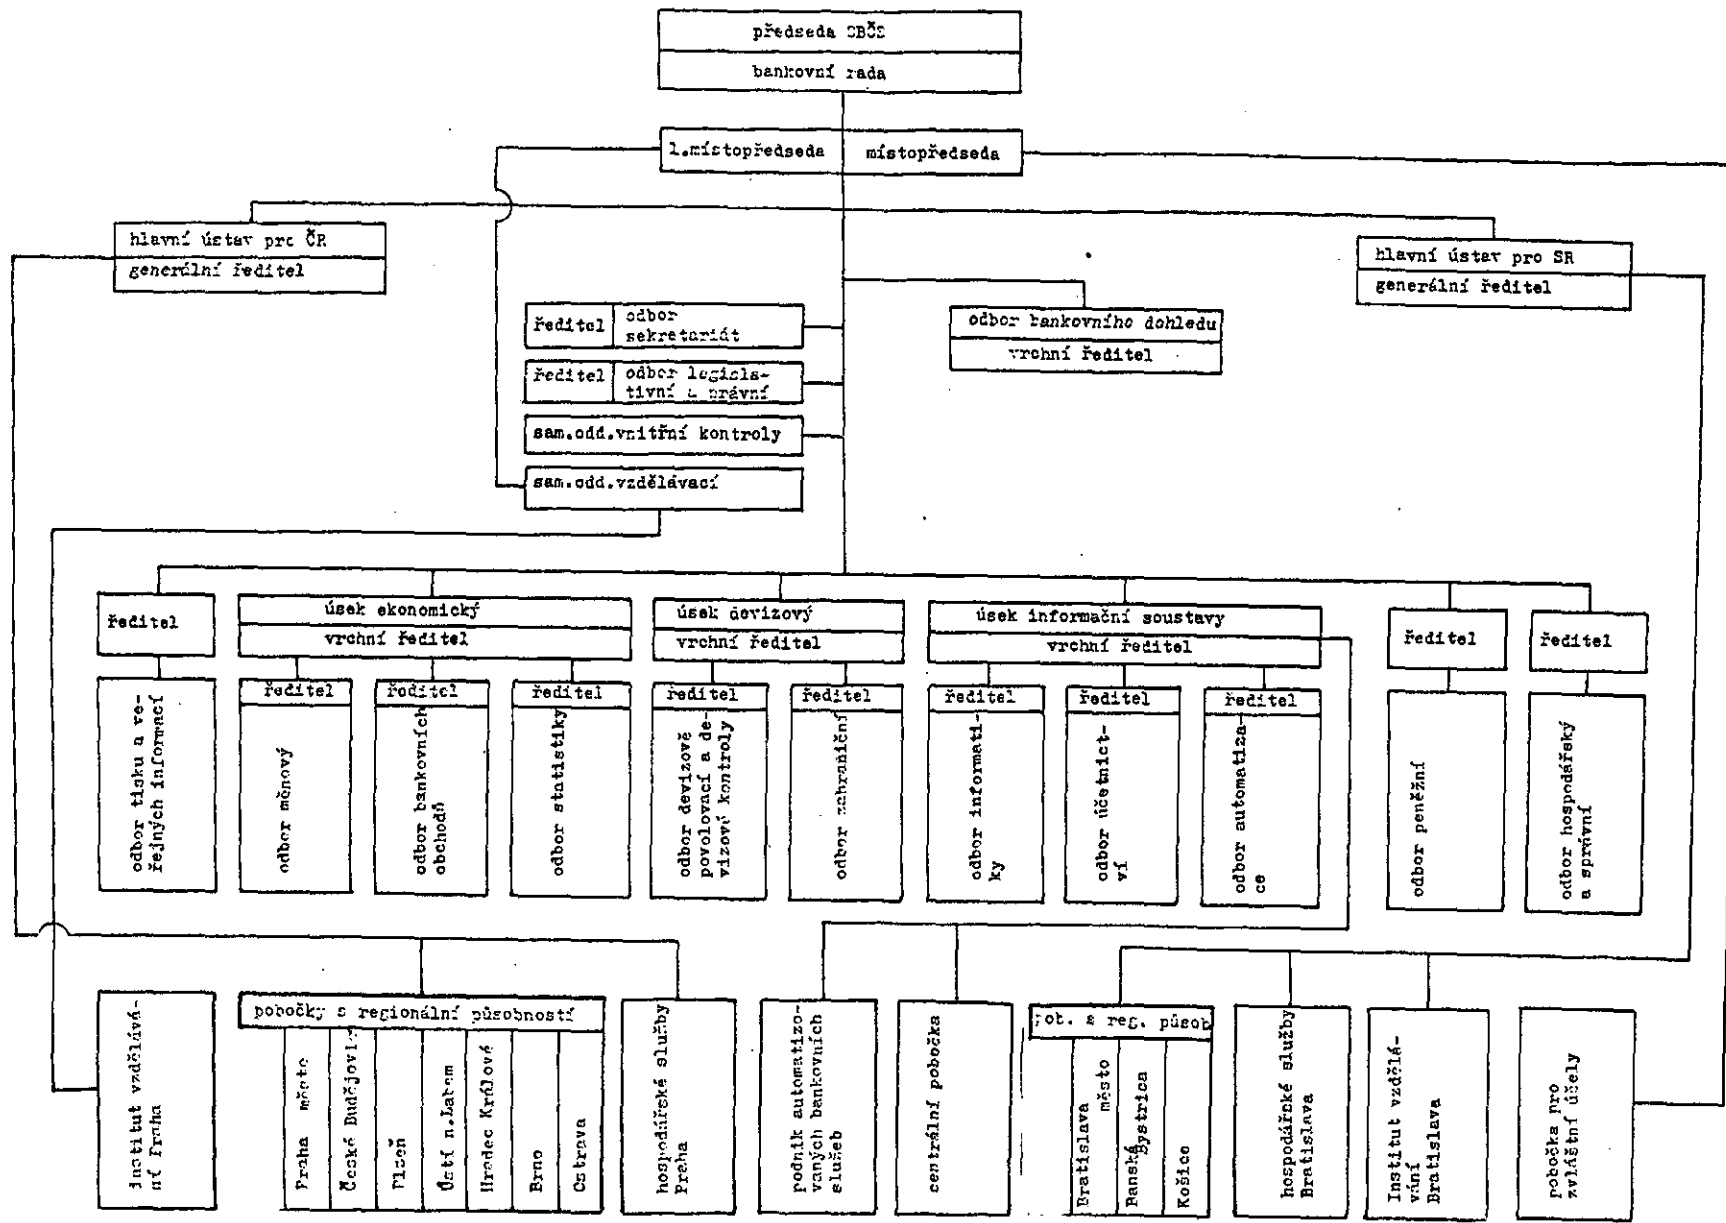 předseda SBČS
bankovní rada
1.místopředseda
místopředseda
hlavní ústav pro ČR
generální ředitel
hlavní ústav pro SR
generální ředitel
ředitel
odbor
sekretariát
odbor bankovního dohledu
vrchní ředitel
ředitel
odbor legisla-
tivní a právní
sam.odd.vnitřní kontroly
sam.odd.vzdělávací
ředitel
úsek ekonomický
vrchní ředitel
úsek devizový
vrchní ředitel
úsek informační soustavy
vrchní ředitel
ředitel
ředitel
ředitel
ředitel
ředitel
ředitel
ředitel
ředitel
ředitel
ředitel
odbor tisku a ve-
řejných informací
odbor měnový
odbor bankovních
obchodů
odbor statistiky
odbor devizově
povolovací a de-
vizové kontroly
odbor zahraniční
odbor informati-
ky
odbor účetnict-
ví
odbor automatiza-
ce
odbor peněžní
odbor hospodářský
a správní
institut vzdělává-
ní Praha
pobočky s regionální působností
Praha město
České Budějovice
Plzeň
Ústí n.Labem
Hradec Králové
Brno
Ostrava
hospodářské služby
Praha
podnik automatizo-
vaných bankovních
služeb
centrální pobočka
pob. s reg. působ
Bratislava
město
Banská
Bystrica
Košice
hospodářské služby
Bratislava
Institut vzdělá-
vání
Bratislava
pobočka pro
zvláštní účely